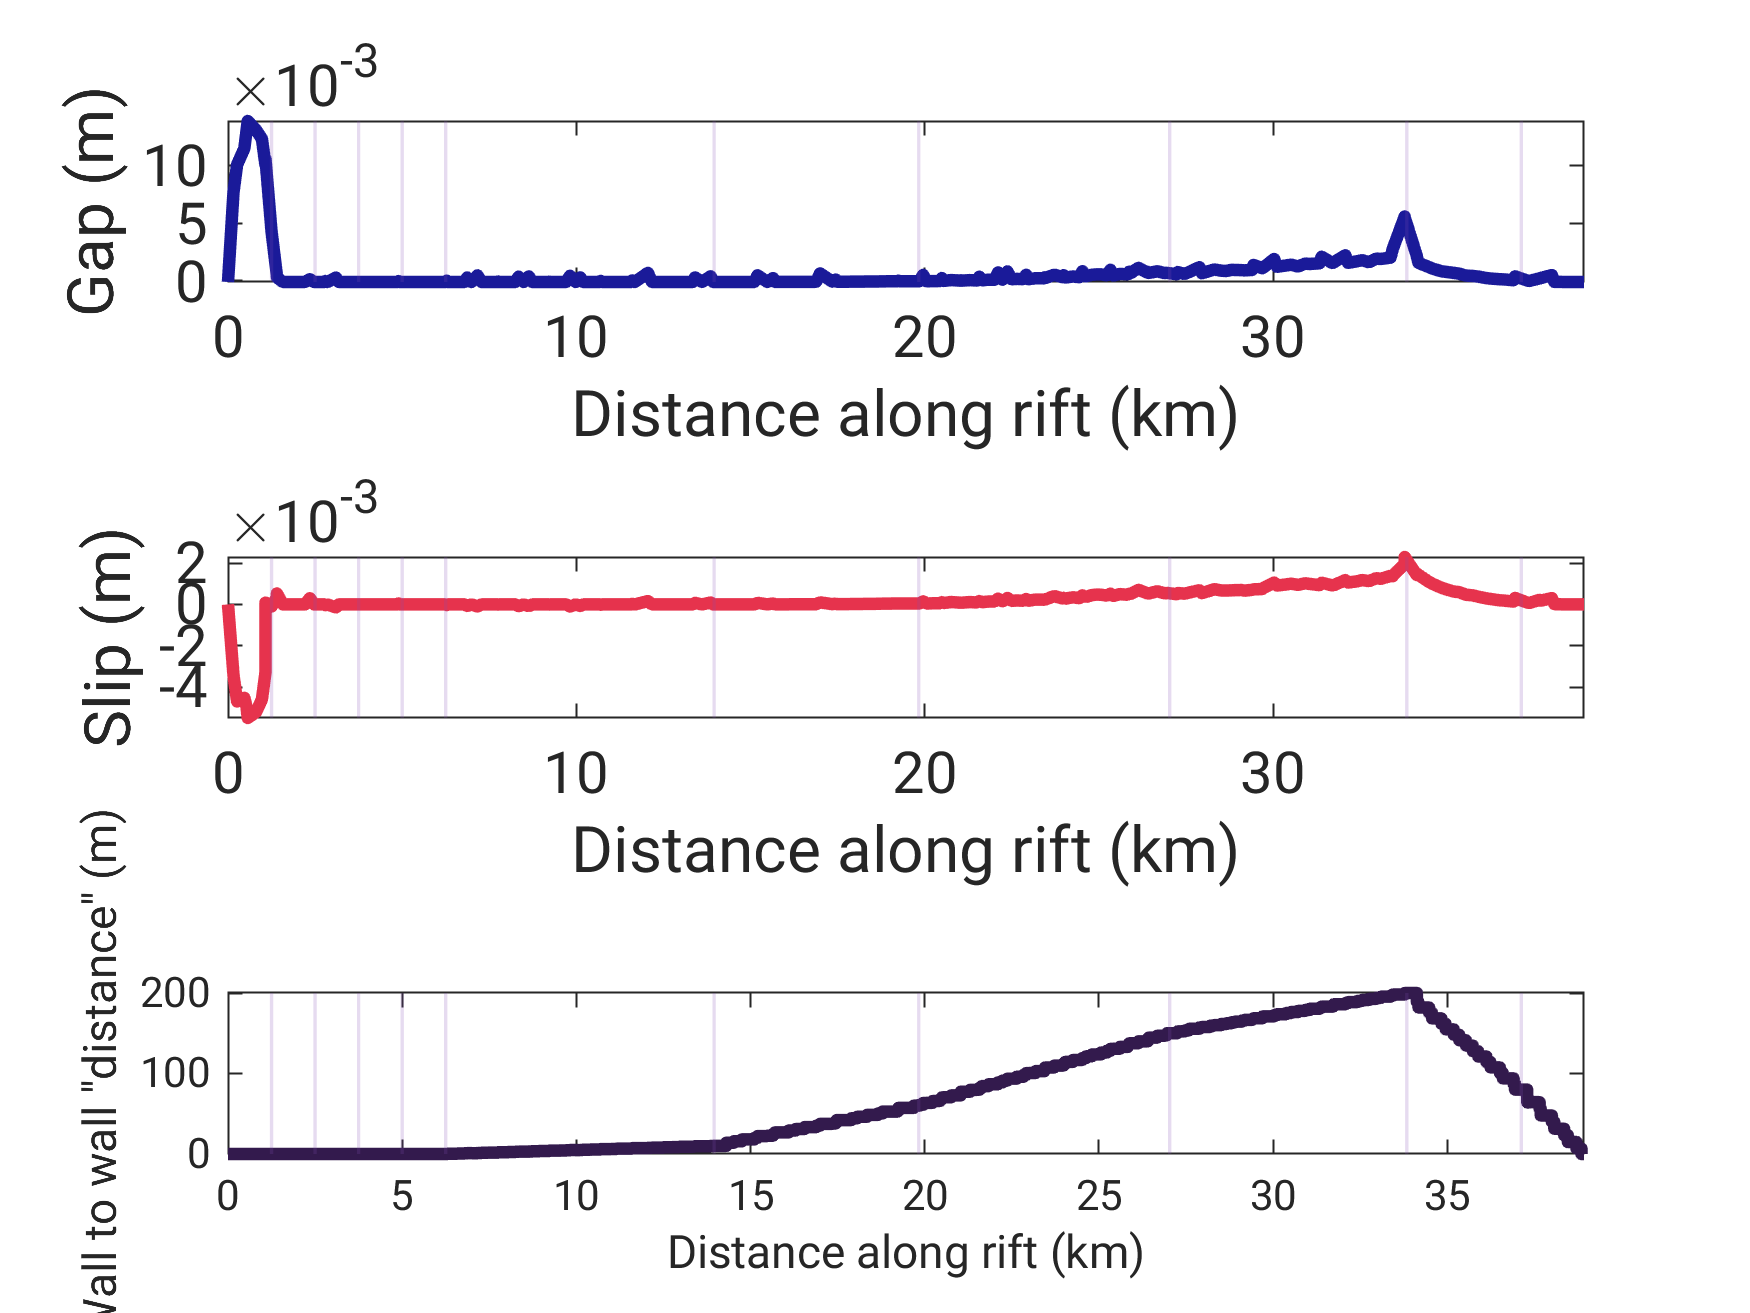 ×10-3
Gap (m)
10
5
0
0 10 20 30
Distance along rift (km)
×10-3
Slip (m)
2
0
-2
-4
0 10 20 30
Distance along rift (km)
Wall to wall "distance" (m)
200
100
0
0 5 10 15 20 25 30 35
Distance along rift (km)